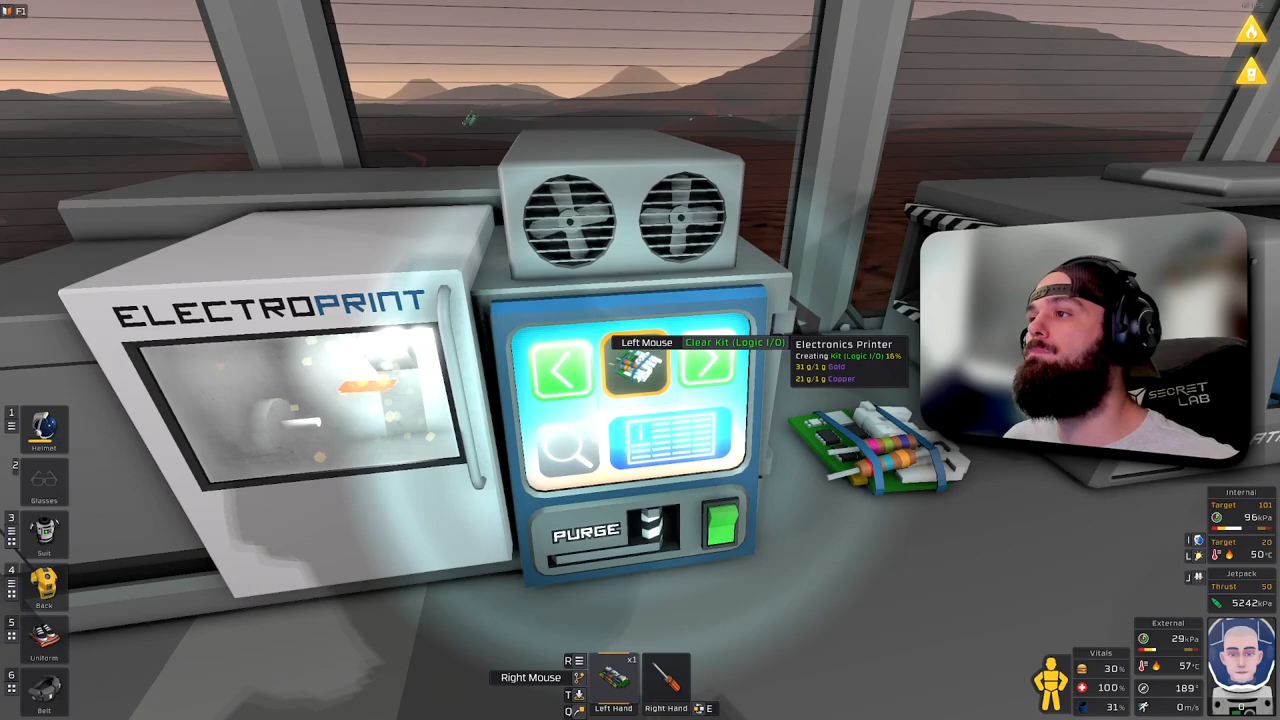 F1
ELECTROPRINT
Left Mouse
Clear Kit (Logic I/O)
Electronics Printer
Creating Kit (Logic I/O) 16%
31 g/1 g Gold
21 g/1 g Copper
SECRET
LAB
PURGE
1
Helmet
2
Glasses
3
Suit
4
Back
5
Uniform
6
Belt
R
x1
Right Mouse
T
Q
Left Hand
Right Hand
E
Internal
Target 101
96kPa
Target 20
50°C
Jetpack
Thrust 50
5242kPa
I
L
J
External
29kPa
57°C
189°
0m/s
Vitals
30%
100%
31%
0